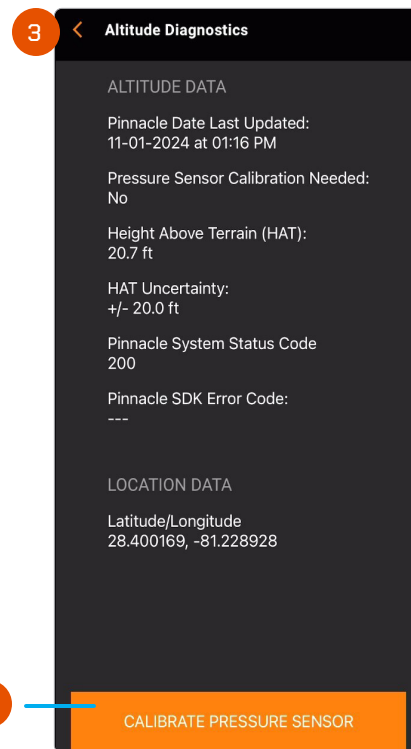 3
Altitude Diagnostics
ALTITUDE DATA
Pinnacle Date Last Updated:
11-01-2024 at 01:16 PM
Pressure Sensor Calibration Needed:
No
Height Above Terrain (HAT):
20.7 ft
HAT Uncertainty:
+/- 20.0 ft
Pinnacle System Status Code
200
Pinnacle SDK Error Code:
---
LOCATION DATA
Latitude/Longitude
28.400169, -81.228928
CALIBRATE PRESSURE SENSOR